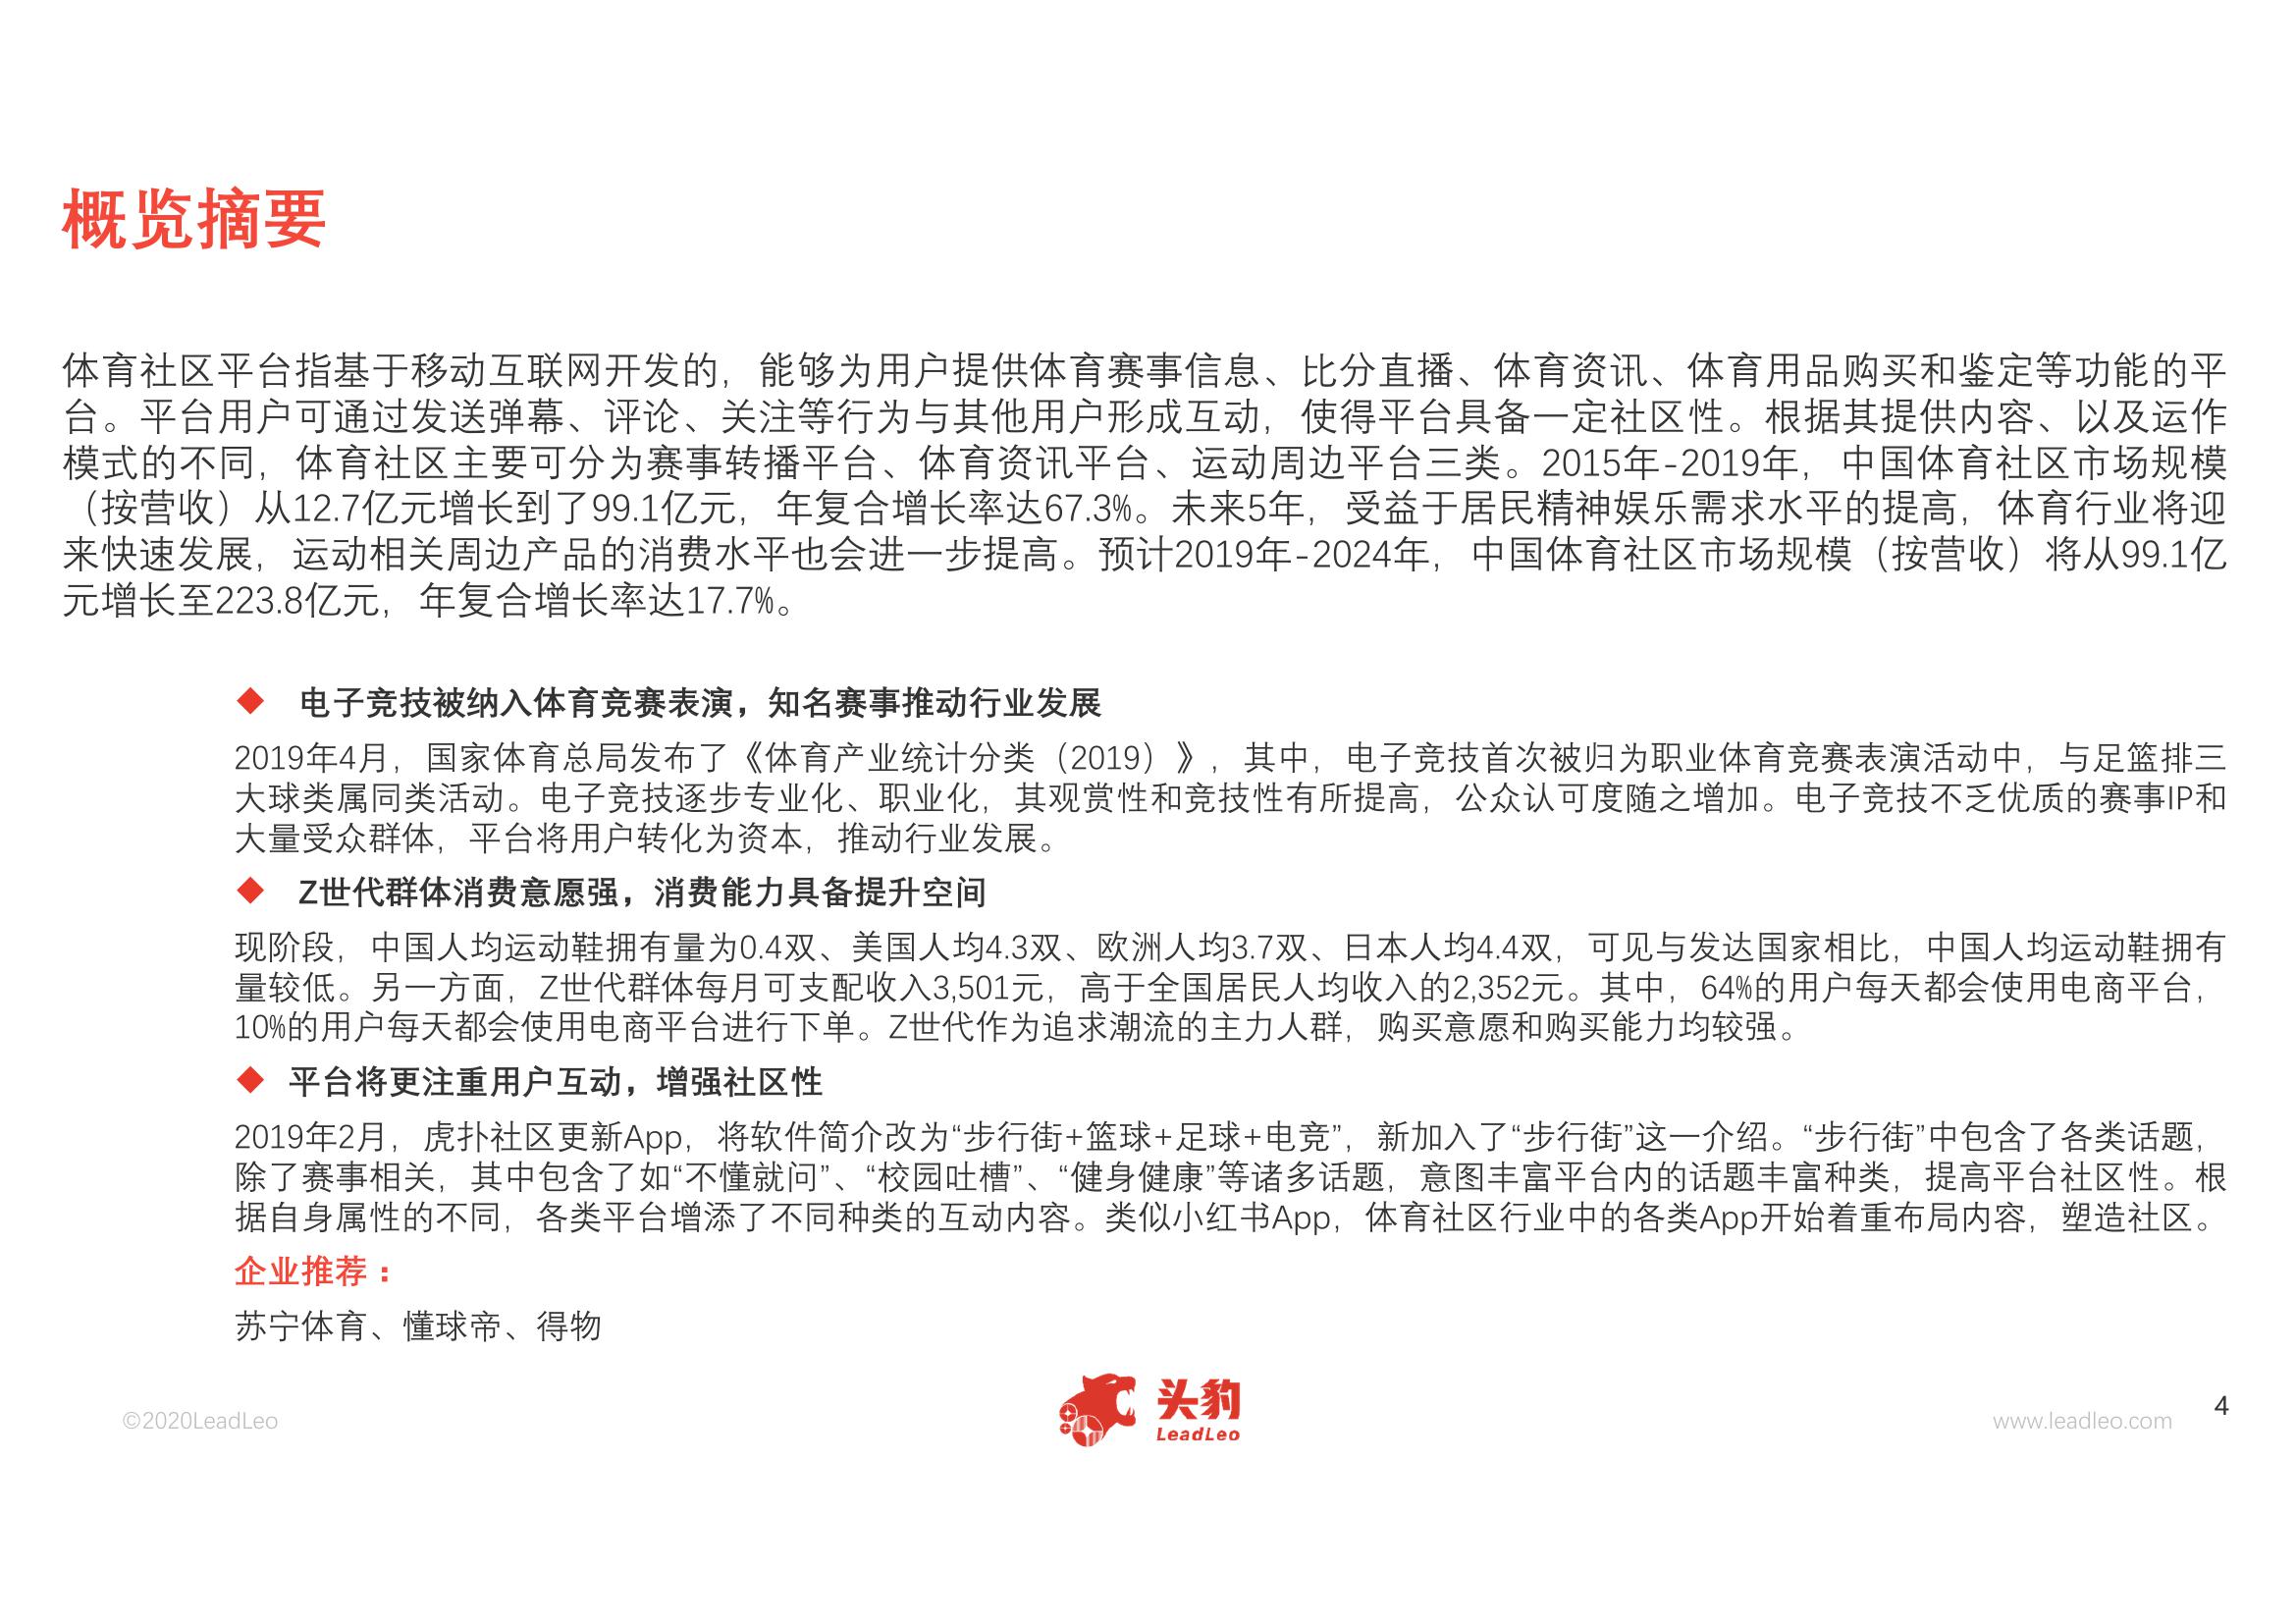 概览摘要
体育社区平台指基于移动互联网开发的，能够为用户提供体育赛事信息、比分直播、体育资讯、体育用品购买和鉴定等功能的平
台。平台用户可通过发送弹幕、评论、关注等行为与其他用户形成互动，使得平台具备一定社区性。根据其提供内容、以及运作
模式的不同，体育社区主要可分为赛事转播平台、体育资讯平台、运动周边平台三类。2015年-2019年，中国体育社区市场规模
（按营收）从12.7亿元增长到了99.1亿元，年复合增长率达67.3%。未来5年，受益于居民精神娱乐需求水平的提高，体育行业将迎
来快速发展，运动相关周边产品的消费水平也会进一步提高。预计2019年-2024年，中国体育社区市场规模（按营收）将从99.1亿
元增长至223.8亿元，年复合增长率达17.7%。
◆ 电子竞技被纳入体育竞赛表演，知名赛事推动行业发展
2019年4月，国家体育总局发布了《体育产业统计分类（2019）》，其中，电子竞技首次被归为职业体育竞赛表演活动中，与足篮排三
大球类属同类活动。电子竞技逐步专业化、职业化，其观赏性和竞技性有所提高，公众认可度随之增加。电子竞技不乏优质的赛事IP和
大量受众群体，平台将用户转化为资本，推动行业发展。
◆ Z世代群体消费意愿强，消费能力具备提升空间
现阶段，中国人均运动鞋拥有量为0.4双、美国人均4.3双、欧洲人均3.7双、日本人均4.4双，可见与发达国家相比，中国人均运动鞋拥有
量较低。另一方面，Z世代群体每月可支配收入3,501元，高于全国居民人均收入的2,352元。其中，64%的用户每天都会使用电商平台，
10%的用户每天都会使用电商平台进行下单。Z世代作为追求潮流的主力人群，购买意愿和购买能力均较强。
◆ 平台将更注重用户互动，增强社区性
2019年2月，虎扑社区更新App，将软件简介改为“步行街+篮球+足球+电竞”，新加入了“步行街”这一介绍。“步行街”中包含了各类话题，
除了赛事相关，其中包含了如“不懂就问”、“校园吐槽”、“健身健康”等诸多话题，意图丰富平台内的话题丰富种类，提高平台社区性。根
据自身属性的不同，各类平台增添了不同种类的互动内容。类似小红书App，体育社区行业中的各类App开始着重布局内容，塑造社区。
企业推荐：
苏宁体育、懂球帝、得物
©2020LeadLeo
头豹
LeadLeo
www.leadleo.com
4